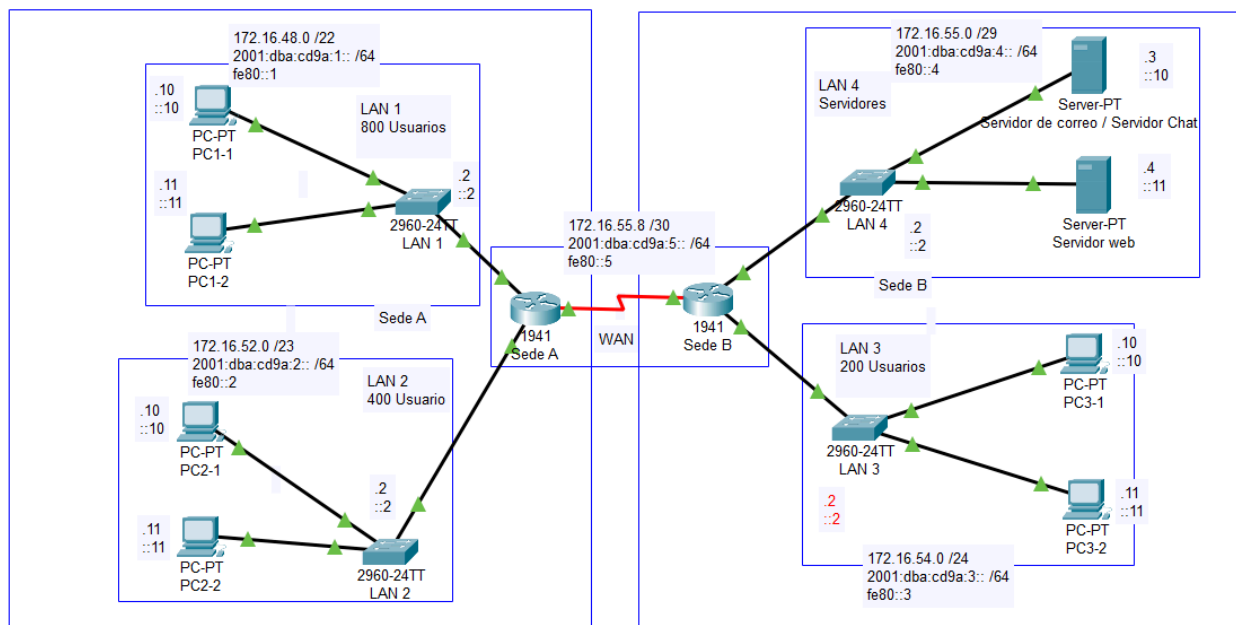 172.16.48.0 /22
2001:dba:cd9a:1:: /64
fe80::1
.10
::10
PC-PT
PC1-1
LAN 1
800 Usuarios
.11
::11
PC-PT
PC1-2
.2
::2
2960-24TT
LAN 1
Sede A
172.16.52.0 /23
2001:dba:cd9a:2:: /64
fe80::2
LAN 2
400 Usuario
.10
::10
PC-PT
PC2-1
.11
::11
PC-PT
PC2-2
.2
::2
2960-24TT
LAN 2
172.16.55.8 /30
2001:dba:cd9a:5:: /64
fe80::5
1941
Sede A
WAN
1941
Sede B
172.16.55.0 /29
2001:dba:cd9a:4:: /64
fe80::4
LAN 4
Servidores
.3
::10
Server-PT
Servidor de correo / Servidor Chat
.4
::11
Server-PT
Servidor web
2960-24TT
LAN 4
.2
::2
Sede B
LAN 3
200 Usuarios
.10
::10
PC-PT
PC3-1
2960-24TT
LAN 3
.2
::2
.11
::11
PC-PT
PC3-2
172.16.54.0 /24
2001:dba:cd9a:3:: /64
fe80::3